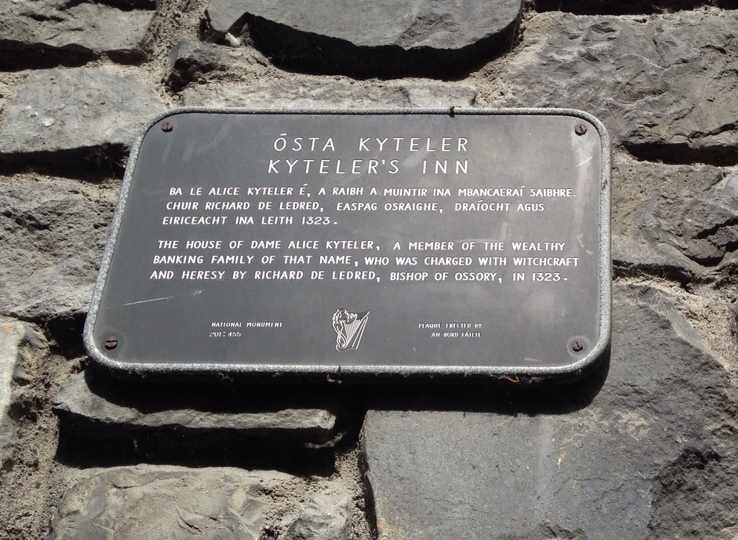 ÓSTA KYTELER
KYTELER'S INN
BA LE ALICE KYTELER É, A RAIBH A MUINTIR INA MBANCAERAÍ SAIBHRE.
CHUIR RICHARD DE LEDRED, EASPAG OSRAIGHE, DRAÍOCHT AGUS
EIRICEACHT INA LEITH 1323.
THE HOUSE OF DAME ALICE KYTELER, A MEMBER OF THE WEALTHY
BANKING FAMILY OF THAT NAME, WHO WAS CHARGED WITH WITCHCRAFT
AND HERESY BY RICHARD DE LEDRED, BISHOP OF OSSORY, IN 1323.
NATIONAL MONUMENT
201: 455
PLAQUE ERECTED BY
AN BORD FÁILTE